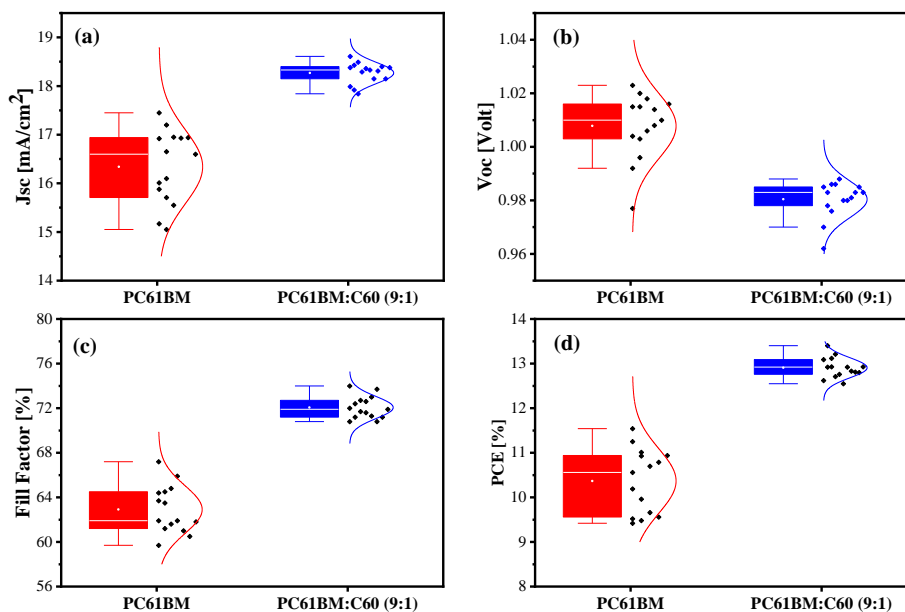 (a)
Jsc [mA/cm²]
19
18
17
16
15
14
PC61BM
PC61BM:C60 (9:1)
(b)
Voc [Volt]
1.04
1.02
1.00
0.98
0.96
PC61BM
PC61BM:C60 (9:1)
(c)
Fill Factor [%]
80
76
72
68
64
60
56
PC61BM
PC61BM:C60 (9:1)
(d)
PCE [%]
14
13
12
11
10
9
8
PC61BM
PC61BM:C60 (9:1)